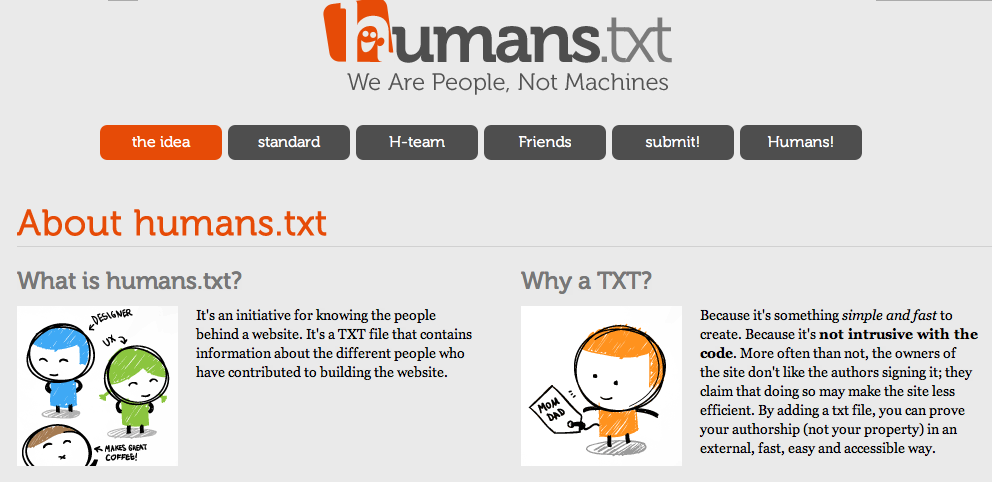 humans.txt
We Are People, Not Machines
the idea
standard
H-team
Friends
submit!
Humans!
About humans.txt
What is humans.txt?
DESIGNER
UX
MAKES GREAT
COFFEE!
It's an initiative for knowing the people
behind a website. It's a TXT file that contains
information about the different people who
have contributed to building the website.
Why a TXT?
MOM
DAD
Because it's something simple and fast to
create. Because it's not intrusive with the
code. More often than not, the owners of
the site don't like the authors signing it; they
claim that doing so may make the site less
efficient. By adding a txt file, you can prove
your authorship (not your property) in an
external, fast, easy and accessible way.